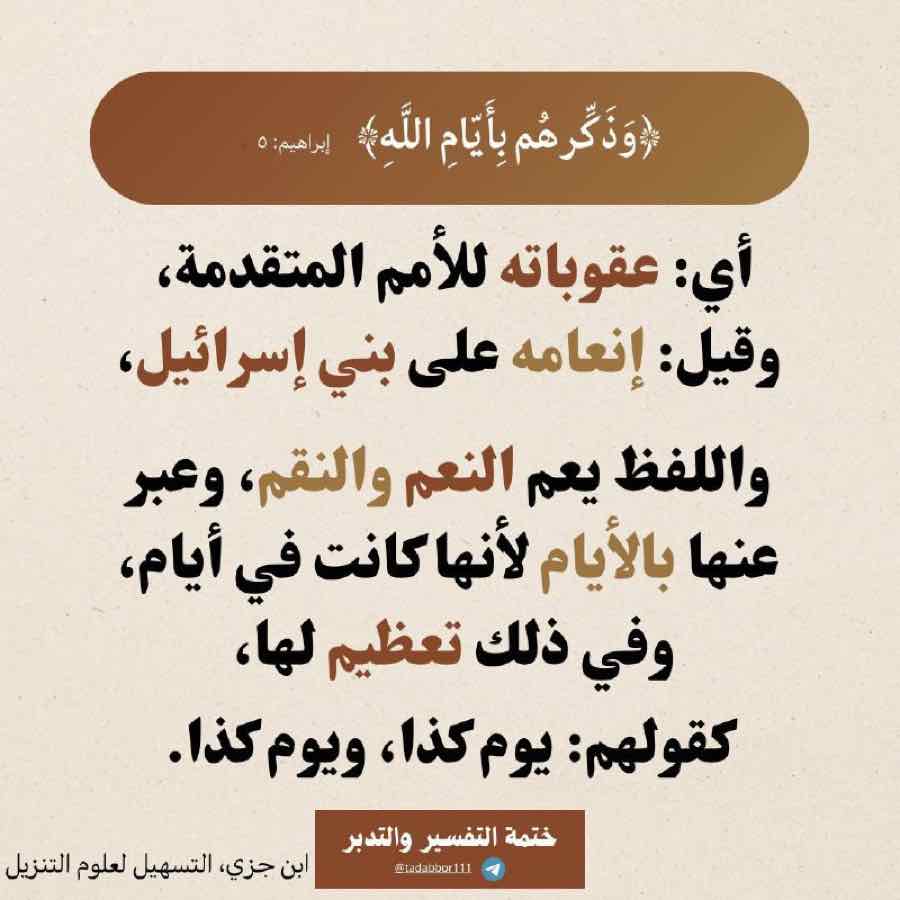 ﴿وَذَكِّرْهُم بِأَيَّامِ اللَّهِ﴾ إبراهيم: ٥
أي: عقوباته للأمم المتقدمة،
وقيل: إنعامه على بني إسرائيل،
واللفظ يعم النعم والنقم، وعبر
عنها بالأيام لأنها كانت في أيام،
وفي ذلك تعظيم لها،
كقولهم: يوم كذا، ويوم كذا.
ختمة التفسير والتدبر
@tadabbor111
ابن جزي، التسهيل لعلوم التنزيل